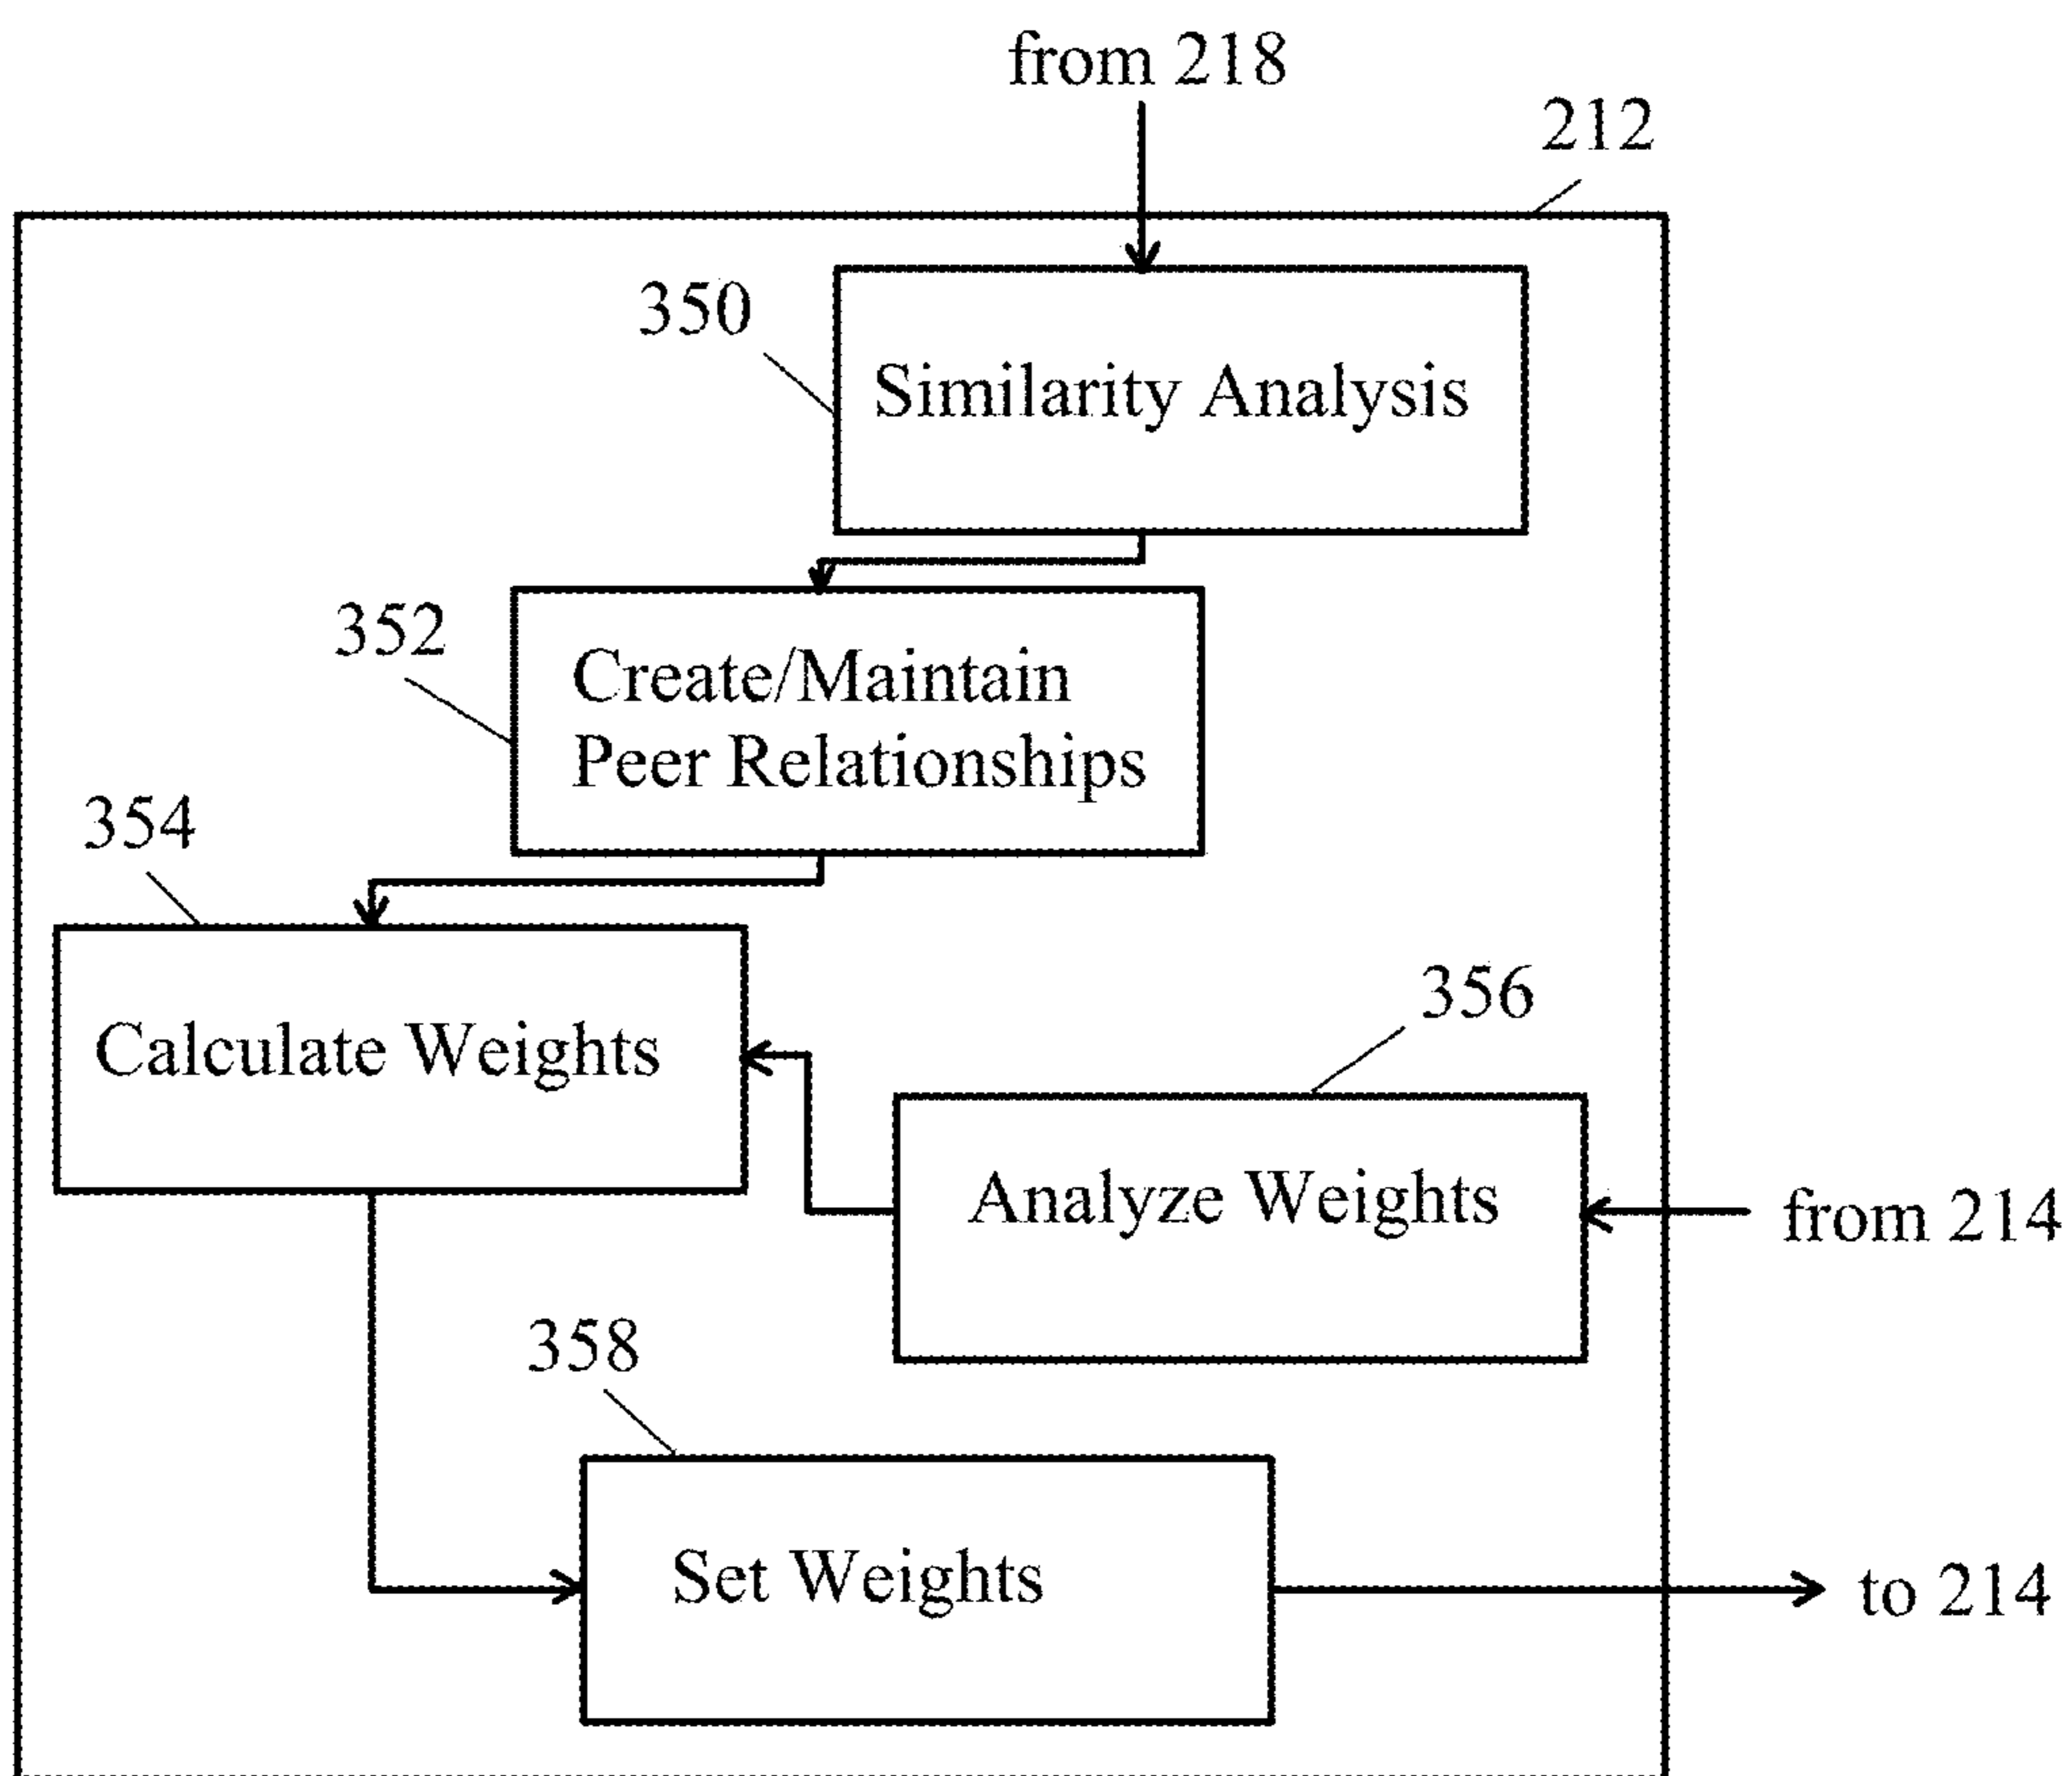 from 218
212
350
Similarity Analysis
352
Create/Maintain
Peer Relationships
354
Calculate Weights
356
Analyze Weights
from 214
358
Set Weights
to 214